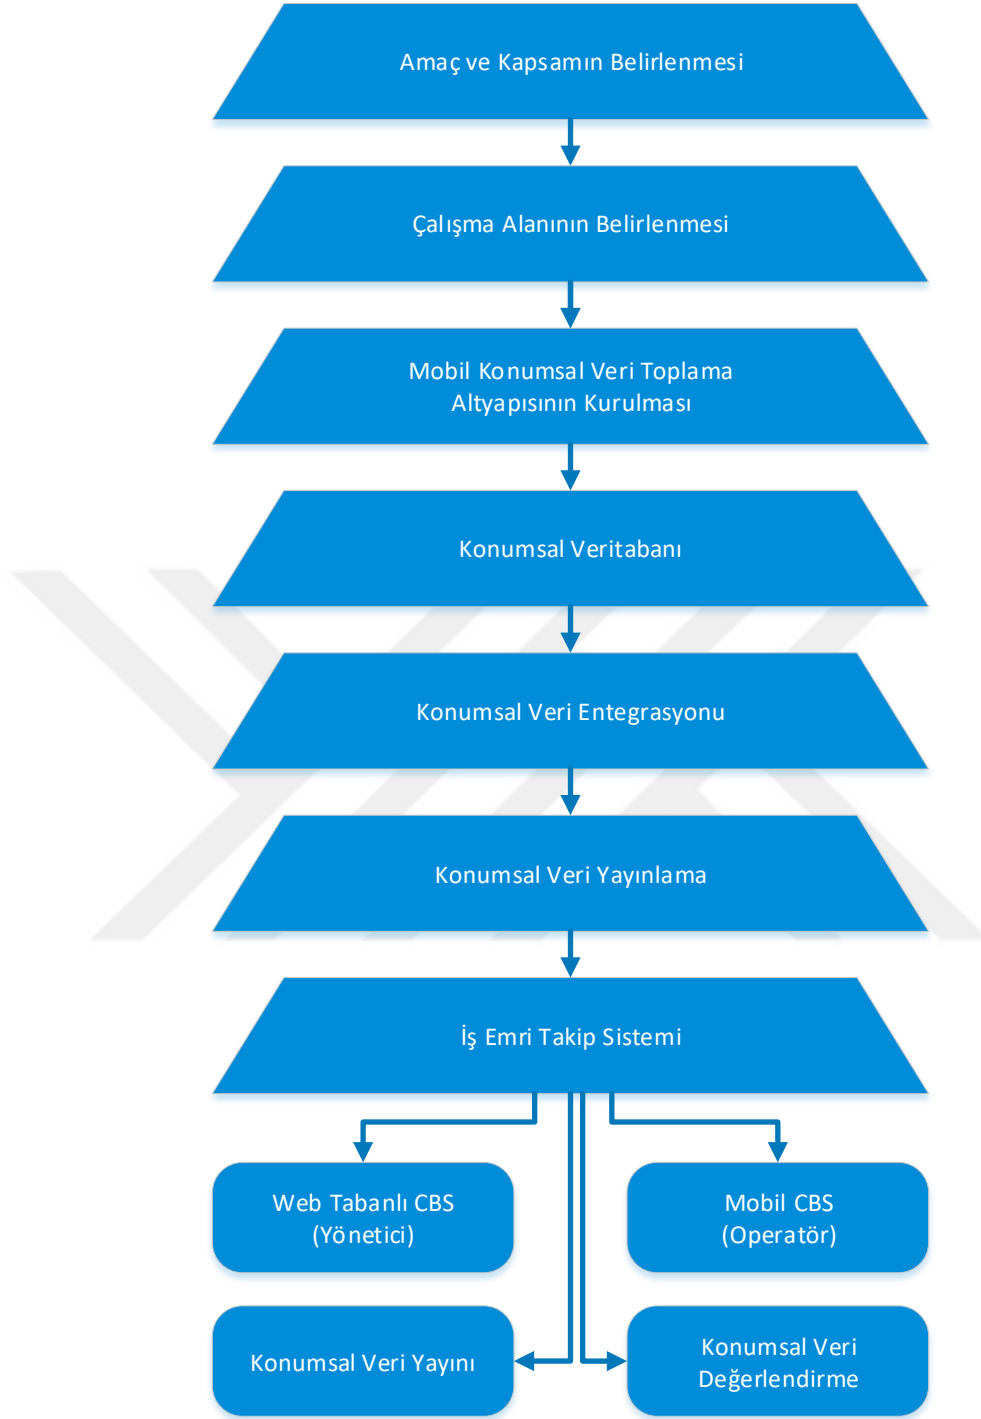 Amaç ve Kapsamın Belirlenmesi
Çalışma Alanının Belirlenmesi
Mobil Konumsal Veri Toplama
Altyapısının Kurulması
Konumsal Veritabanı
Konumsal Veri Entegrasyonu
Konumsal Veri Yayınlama
İş Emri Takip Sistemi
Web Tabanlı CBS
(Yönetici)
Mobil CBS
(Operatör)
Konumsal Veri Yayını
Konumsal Veri
Değerlendirme